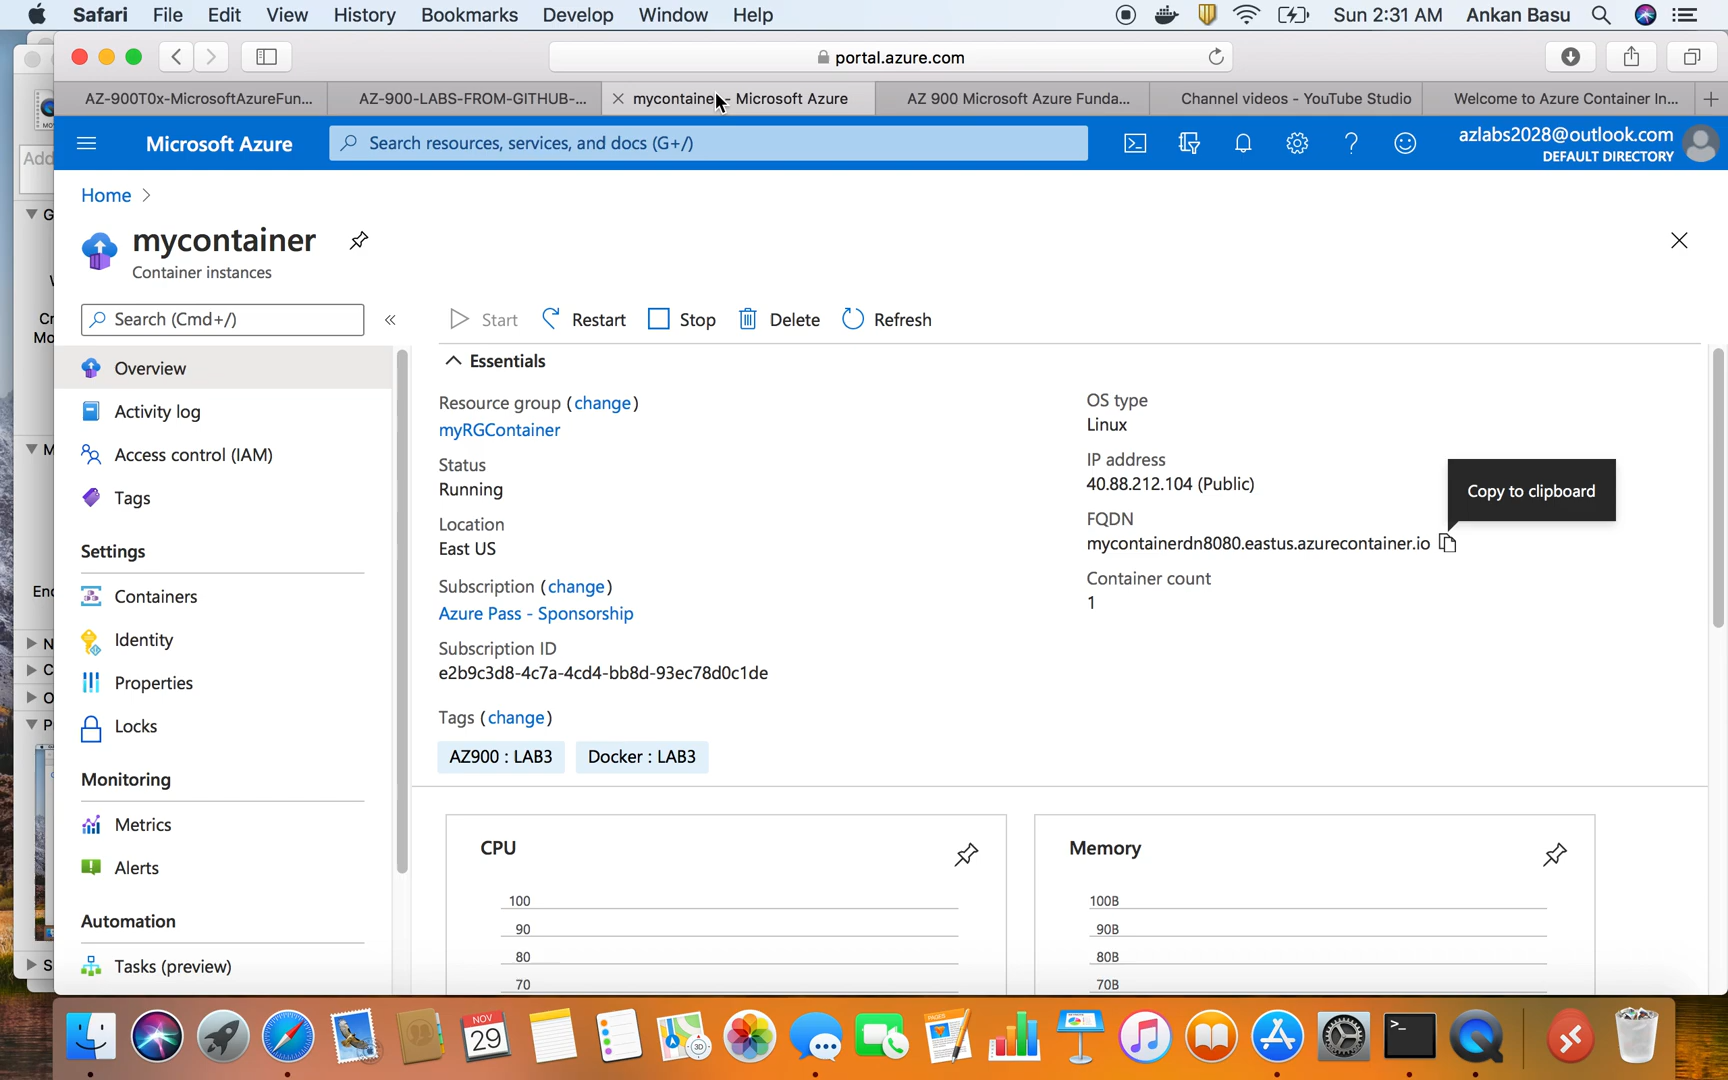 Safari File Edit View History Bookmarks Develop Window Help Sun 2:31 AM Ankan Basu
portal.azure.com
AZ-900T0x-MicrosoftAzureFun... AZ-900-LABS-FROM-GITHUB-... mycontainer - Microsoft Azure AZ 900 Microsoft Azure Funda... Channel videos - YouTube Studio Welcome to Azure Container In...
Microsoft Azure Search resources, services, and docs (G+/) azlabs2028@outlook.com
DEFAULT DIRECTORY
Home
mycontainer
Container instances
Search (Cmd+/) Start Restart Stop Delete Refresh
Overview
Activity log
Access control (IAM)
Tags
Settings
Containers
Identity
Properties
Locks
Monitoring
Metrics
Alerts
Automation
Tasks (preview)
Essentials
Resource group (change)
myRGContainer
Status
Running
Location
East US
Subscription (change)
Azure Pass - Sponsorship
Subscription ID
e2b9c3d8-4c7a-4cd4-bb8d-93ec78d0c1de
Tags (change)
AZ900 : LAB3 Docker : LAB3
OS type
Linux
IP address
40.88.212.104 (Public)
FQDN
mycontainerdn8080.eastus.azurecontainer.io
Container count
1
Copy to clipboard
CPU
100
90
80
70
Memory
100B
90B
80B
70B
Add
Cr
Mo
Enc
NOV
29
3D
PAGES